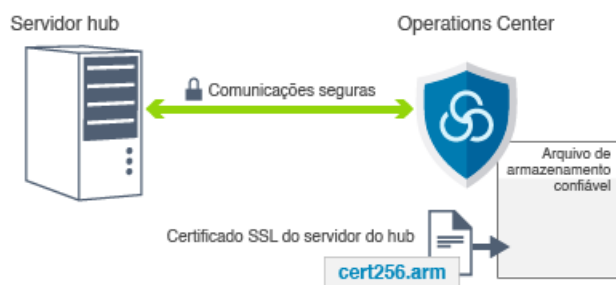 Servidor hub
Operations Center
Comunicações seguras
Arquivo de
armazenamento
confiável
Certificado SSL do servidor do hub
cert256.arm